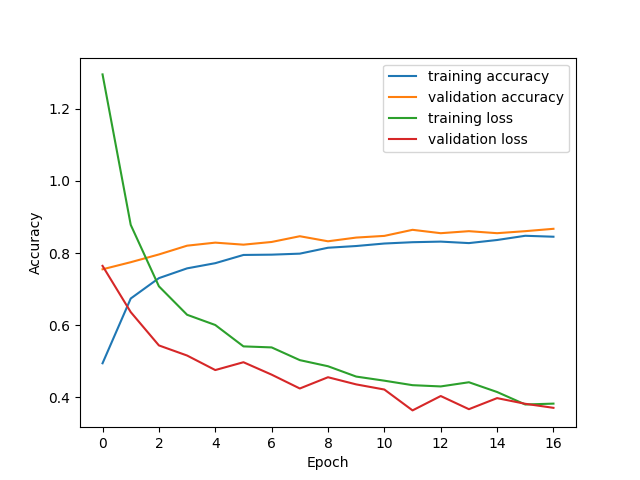 training accuracy
validation accuracy
training loss
validation loss
1.2
1.0
0.8
0.6
0.4
Accuracy
0 2 4 6 8 10 12 14 16
Epoch